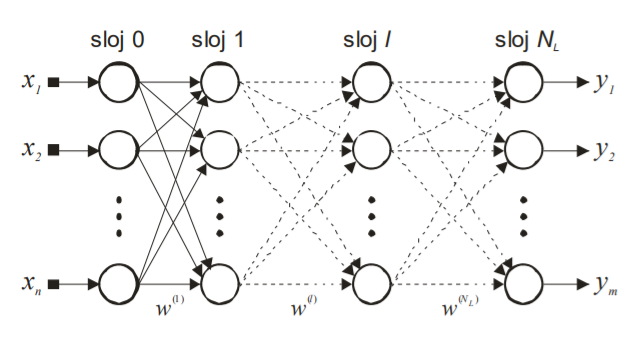 sloj 0 sloj 1 sloj l sloj N_L
x_1 y_1
x_2 y_2
x_n y_m
w^(1) w^(l) w^(N_L)